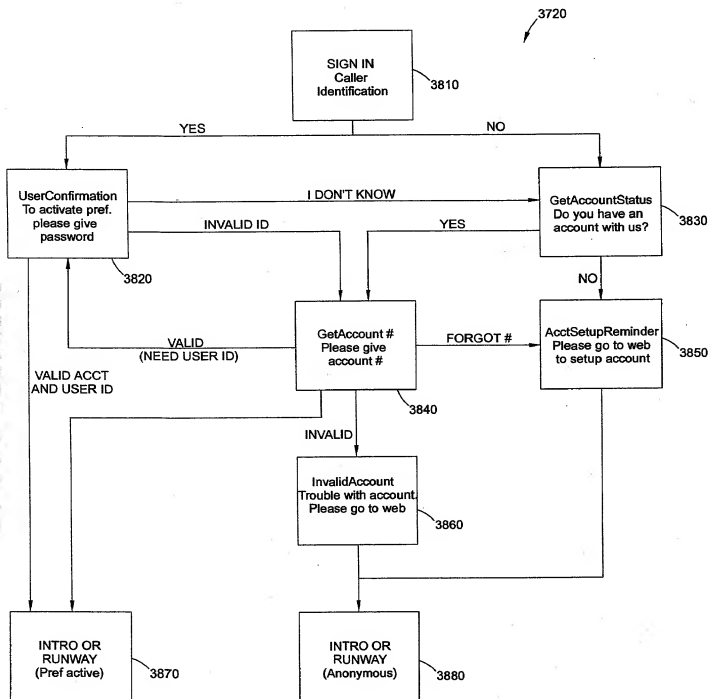 3720
SIGN IN
Caller
Identification
3810
YES
NO
UserConfirmation
To activate pref.
please give
password
3820
I DON'T KNOW
GetAccountStatus
Do you have an
account with us?
3830
INVALID ID
YES
NO
VALID
(NEED USER ID)
GetAccount #
Please give
account #
3840
FORGOT #
AcctSetupReminder
Please go to web
to setup account
3850
VALID ACCT
AND USER ID
INVALID
InvalidAccount
Trouble with account.
Please go to web
3860
INTRO OR
RUNWAY
(Pref active)
3870
INTRO OR
RUNWAY
(Anonymous)
3880